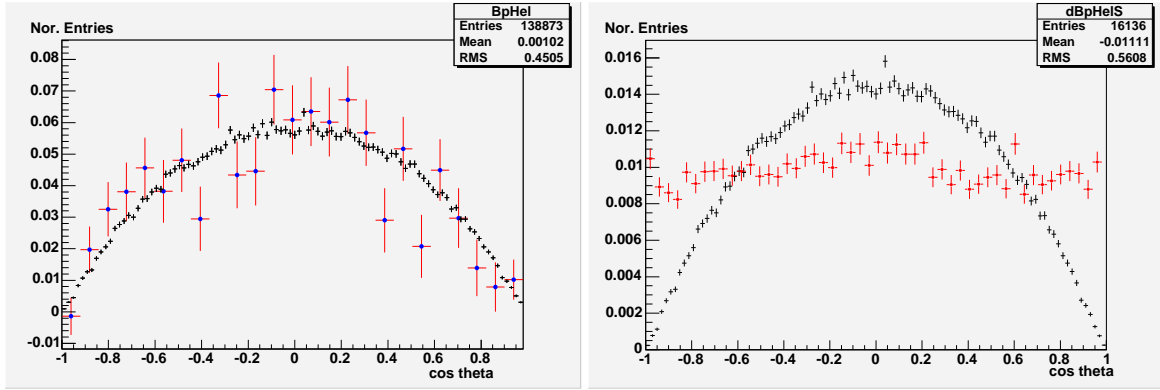 BpHel
Entries 138873
Mean 0.00102
RMS 0.4505
Nor. Entries
0.08
0.07
0.06
0.05
0.04
0.03
0.02
0.01
0
-0.01
-1 -0.8 -0.6 -0.4 -0.2 0 0.2 0.4 0.6 0.8
cos theta
dBpHelS
Entries 16136
Mean -0.01111
RMS 0.5608
Nor. Entries
0.016
0.014
0.012
0.01
0.008
0.006
0.004
0.002
0
-1 -0.8 -0.6 -0.4 -0.2 0 0.2 0.4 0.6 0.8 1
cos theta